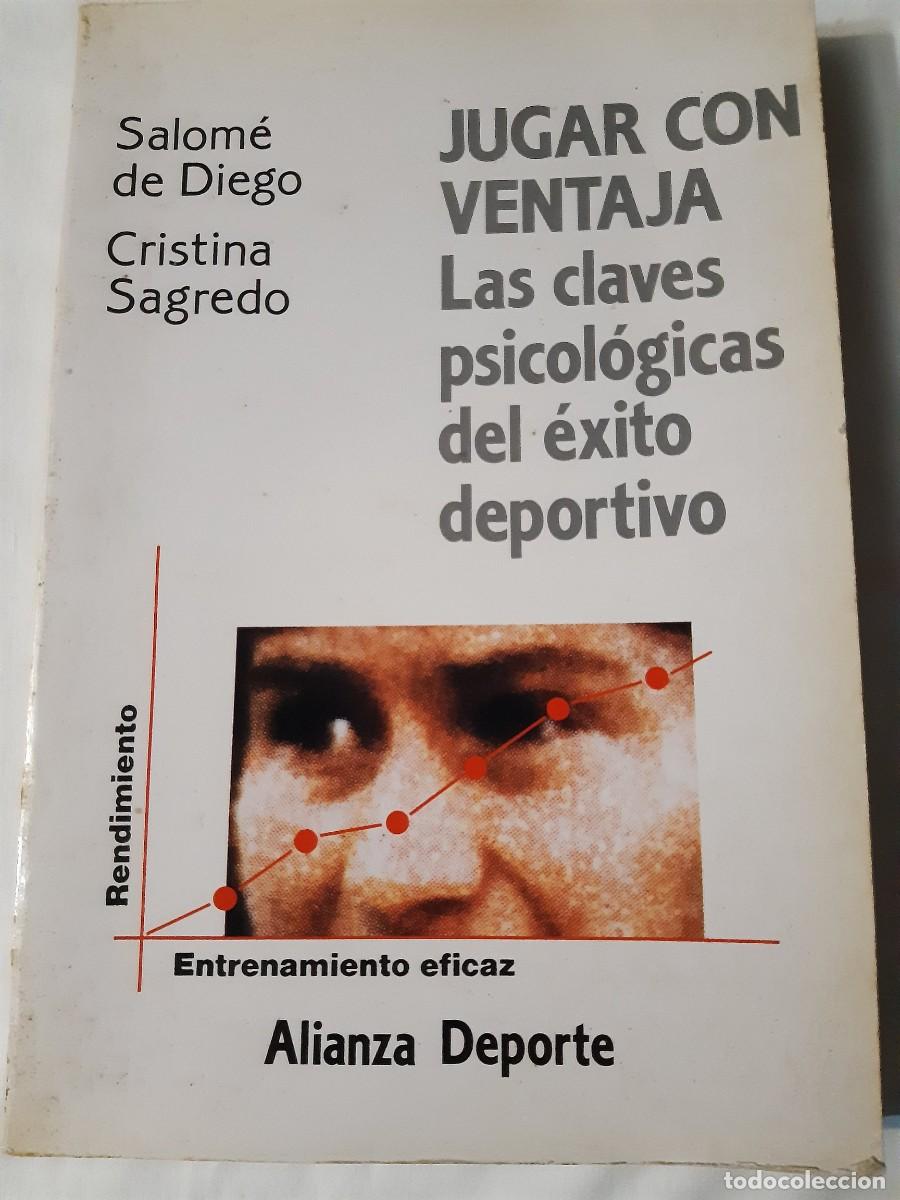 Salomé
de Diego
Cristina
Sagredo
JUGAR CON
VENTAJA
Las claves
psicológicas
del éxito
deportivo
Rendimiento
Entrenamiento eficaz
Alianza Deporte
todocoleccion